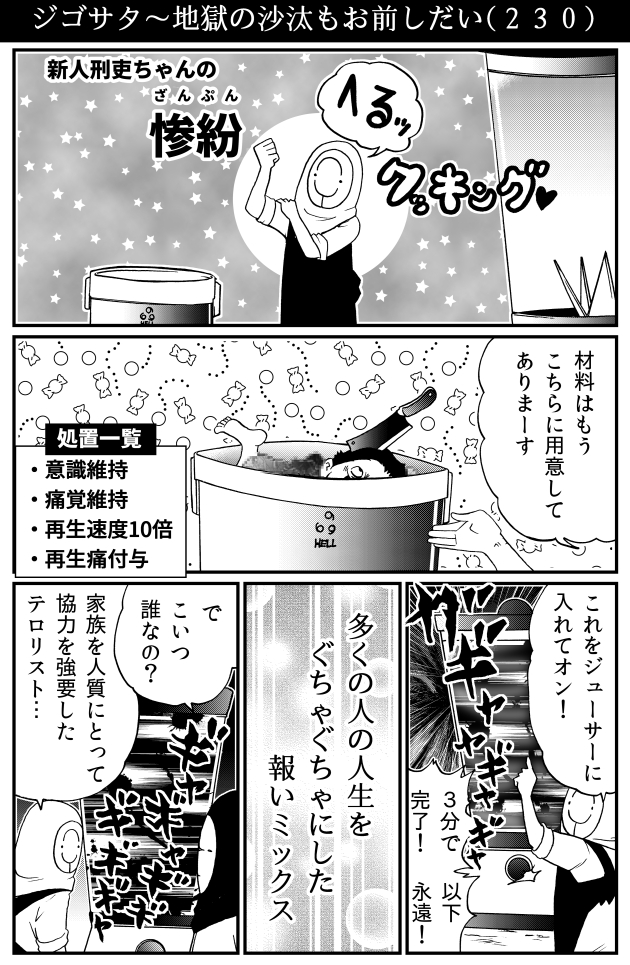 ジゴサタ～地獄の沙汰もお前しだい(２３０)
新人刑吏ちゃんの
ざんぷん
惨紛
へるッ
クッキング♥
HELL
材料はもう
こちらに用意して
ありまーす
処置一覧
・意識維持
・痛覚維持
・再生速度10倍
・再生痛付与
666
HELL
これをジューサーに
入れてオン！
ガガギャャギャギャ
３分で
完了！
以下
永遠！
多くの人の人生を
ぐちゃぐちゃにした
報いミックス
で
こいつ
誰なの？
家族を人質にとって
協力を強要した
テロリスト…